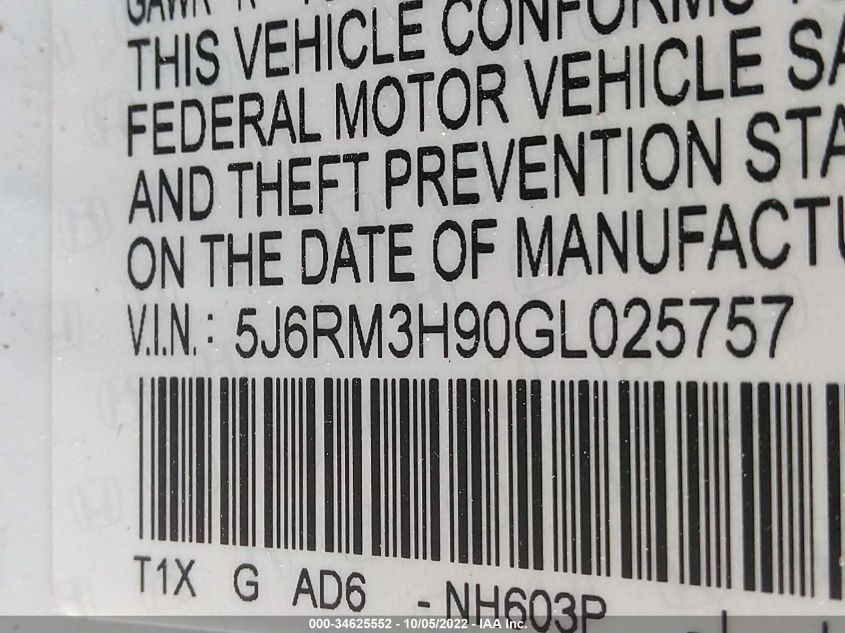 GAWR R
THIS VEHICLE CONFORMS
FEDERAL MOTOR VEHICLE SA
AND THEFT PREVENTION STA
ON THE DATE OF MANUFACTU
V.I.N.: 5J6RM3H90GL025757
T1X G AD6 - NH603P
000-34625552 - 10/05/2022 - IAA Inc.